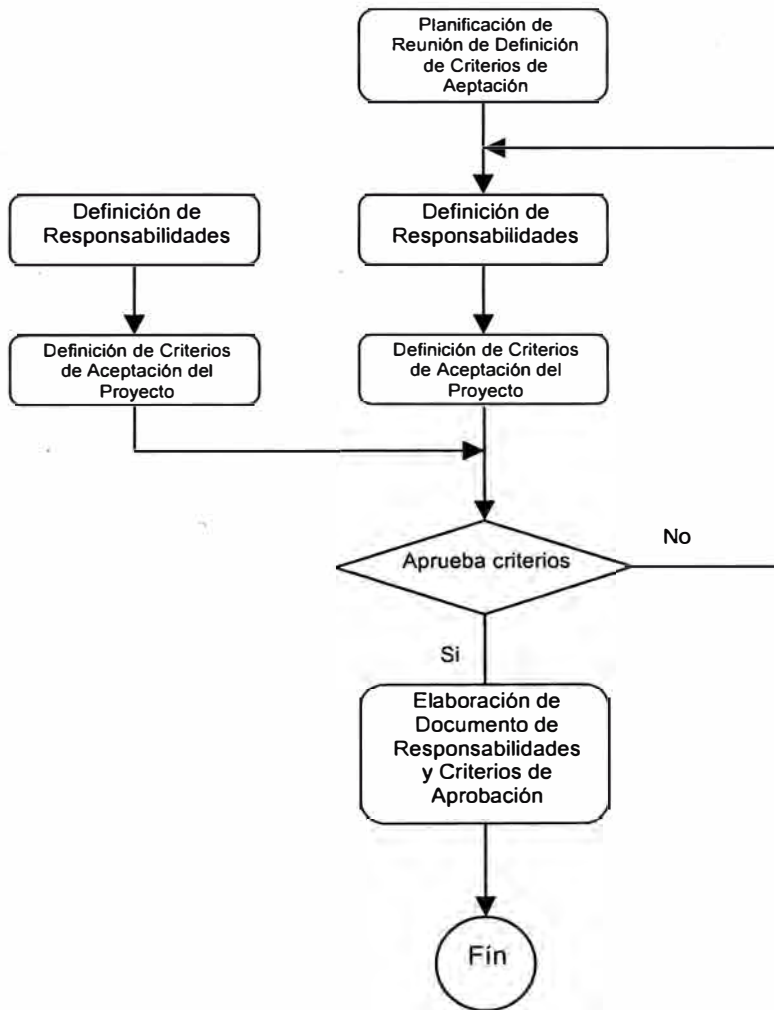 Planificación de
Reunión de Definición
de Criterios de
Aeptación
Definición de
Responsabilidades
Definición de
Responsabilidades
Definición de Criterios
de Aceptación del
Proyecto
Definición de Criterios
de Aceptación del
Proyecto
Aprueba criterios
No
Si
Elaboración de
Documento de
Responsabilidades
y Criterios de
Aprobación
Fín